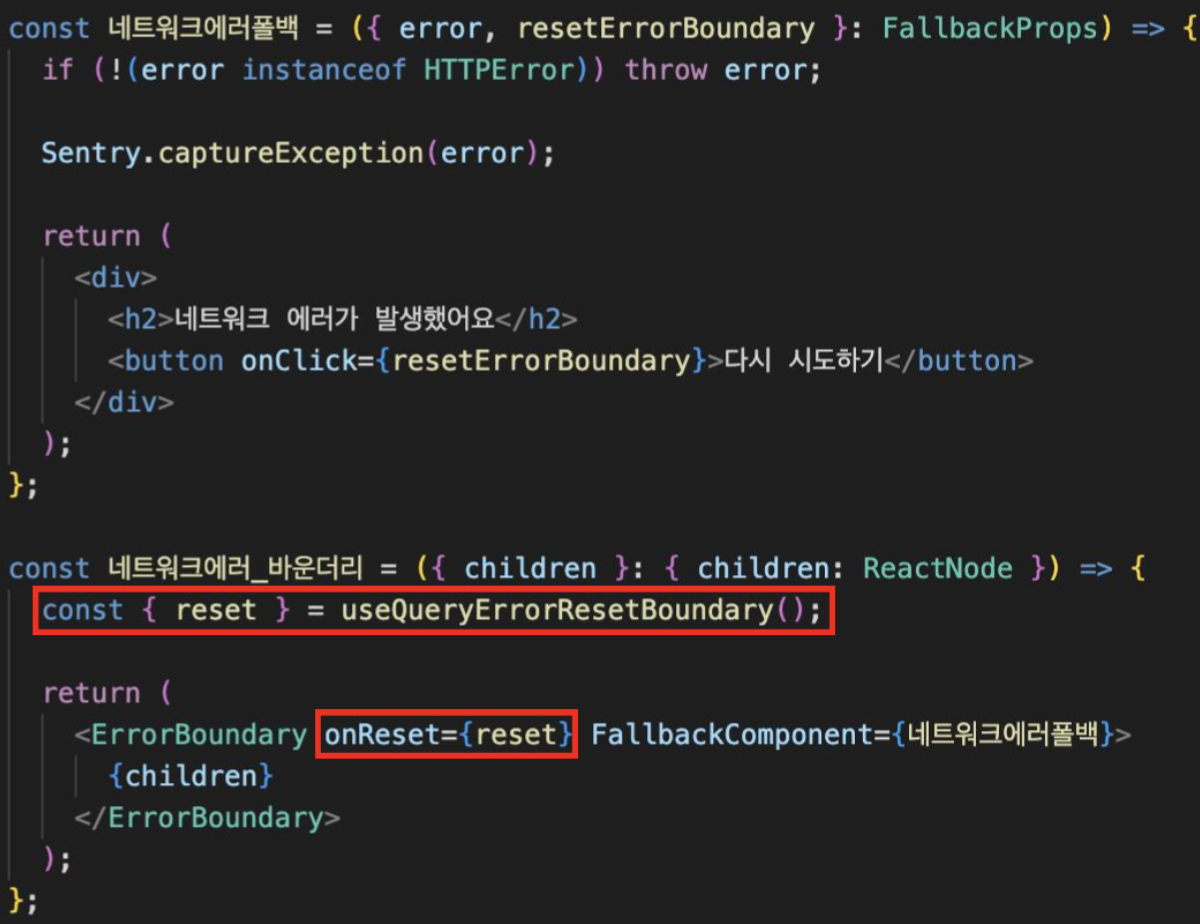 const 네트워크에러폴백 = ({ error, resetErrorBoundary }: FallbackProps) => {
  if (!(error instanceof HTTPError)) throw error;

  Sentry.captureException(error);

  return (
    <div>
      <h2>네트워크 에러가 발생했어요</h2>
      <button onClick={resetErrorBoundary}>다시 시도하기</button>
    </div>
  );
};

const 네트워크에러_바운더리 = ({ children }: { children: ReactNode }) => {
  const { reset } = useQueryErrorResetBoundary();

  return (
    <ErrorBoundary onReset={reset} FallbackComponent={네트워크에러폴백}>
      {children}
    </ErrorBoundary>
  );
};